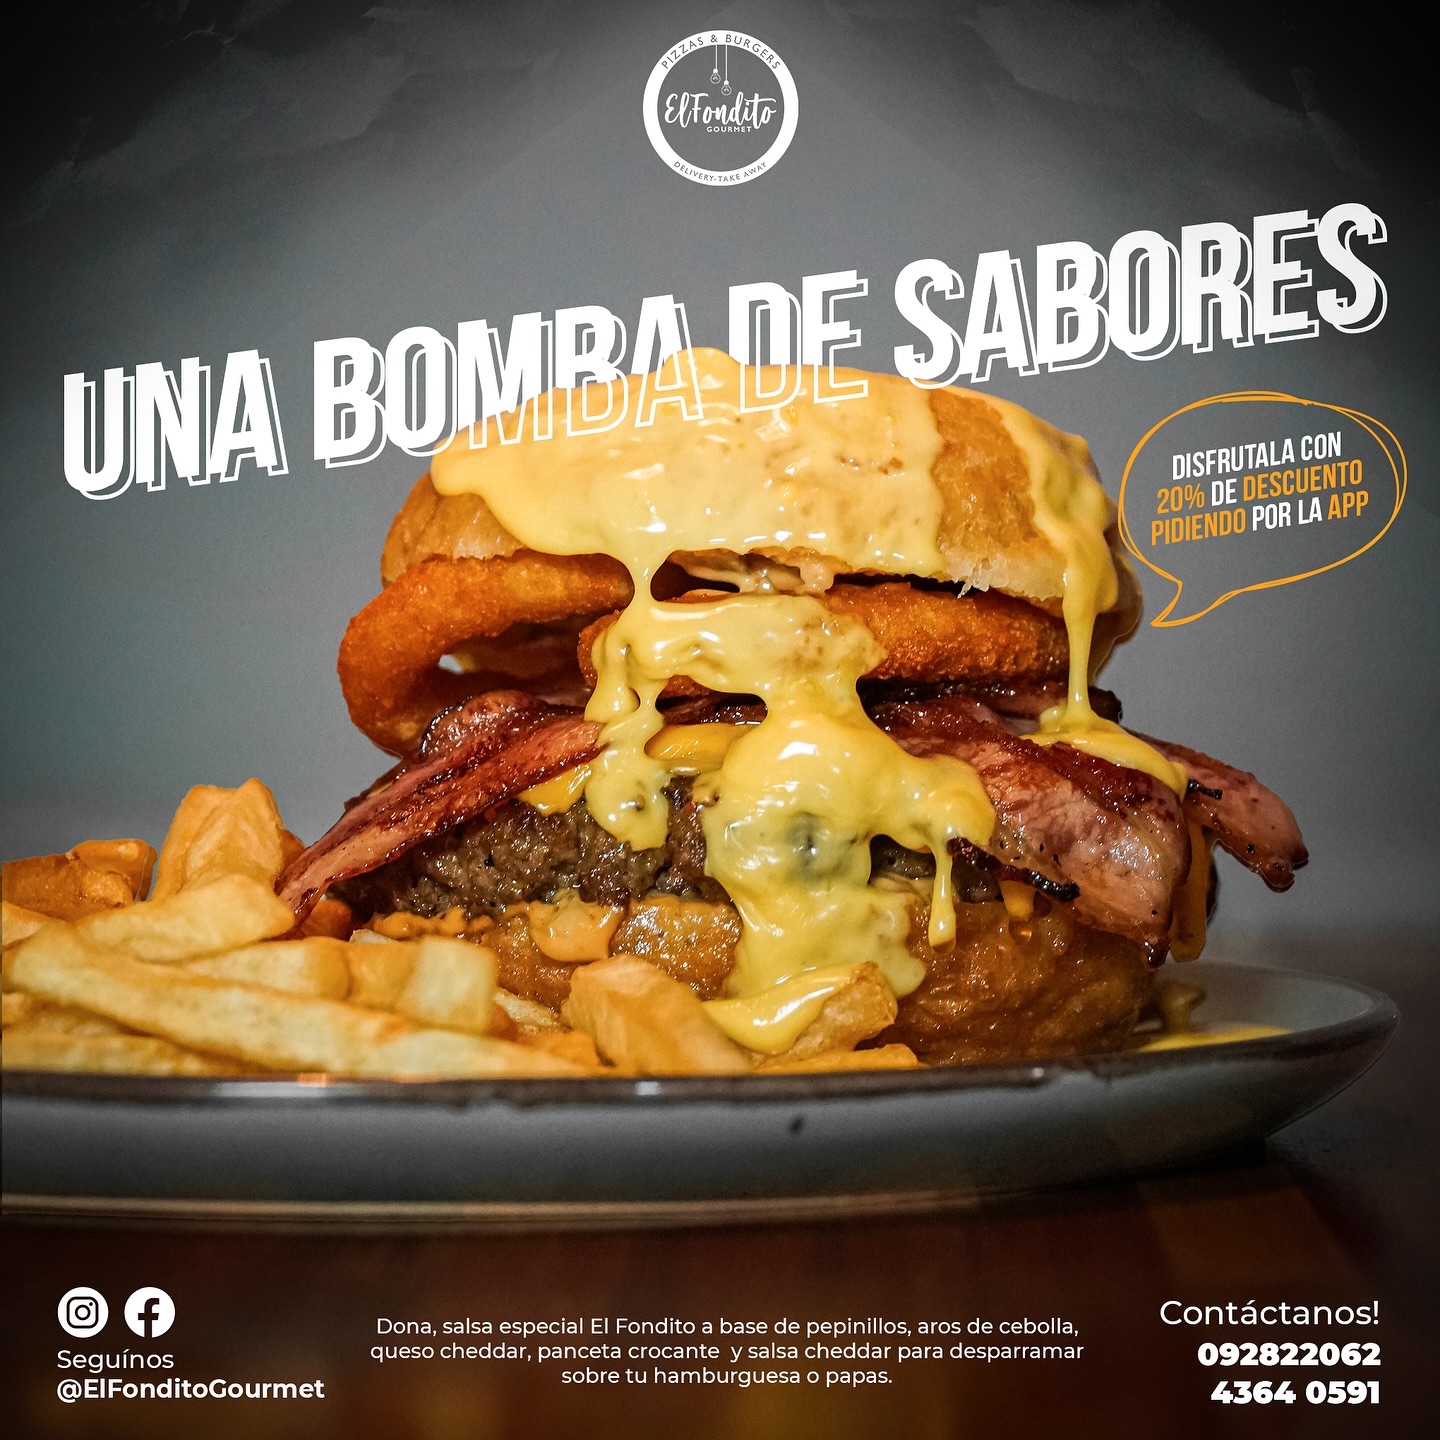 PIZZAS & BURGERS
ElFondito
GOURMET
DELIVERY-TAKE AWAY
UNA BOMBA DE SABORES
DISFRUTALA CON
20% DE DESCUENTO
PIDIENDO POR LA APP
Seguínos
@ElFonditoGourmet
Dona, salsa especial El Fondito a base de pepinillos, aros de cebolla,
queso cheddar, panceta crocante y salsa cheddar para desparramar
sobre tu hamburguesa o papas.
Contáctanos!
092822062
4364 0591